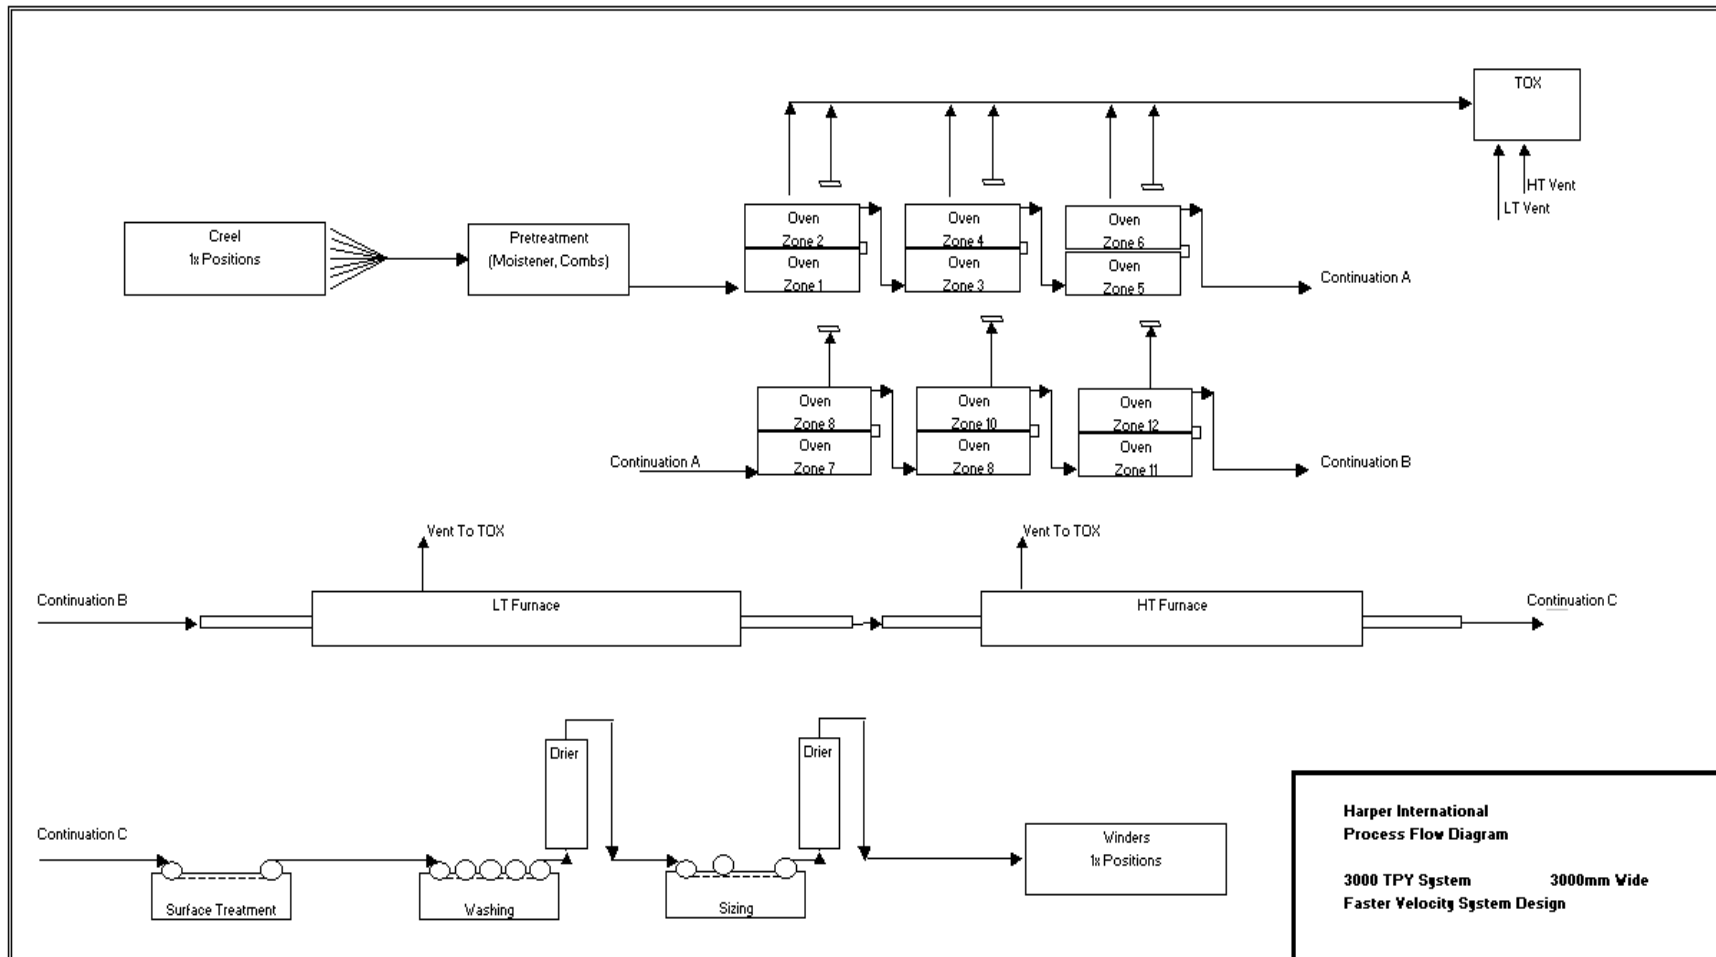 TOX
HT Vent
LT Vent
Creel
1x Positions
Pretreatment
(Moistener, Combs)
Oven
Zone 2
Oven
Zone 1
Oven
Zone 4
Oven
Zone 3
Oven
Zone 6
Oven
Zone 5
Continuation A
Continuation A
Oven
Zone 8
Oven
Zone 7
Oven
Zone 10
Oven
Zone 8
Oven
Zone 12
Oven
Zone 11
Continuation B
Vent To TOX
Vent To TOX
Continuation B
LT Furnace
HT Furnace
Continuation C
Continuation C
Surface Treatment
Washing
Drier
Sizing
Drier
Winders
1x Positions
Harper International
Process Flow Diagram
3000 TPY System 3000mm Wide
Faster Velocity System Design